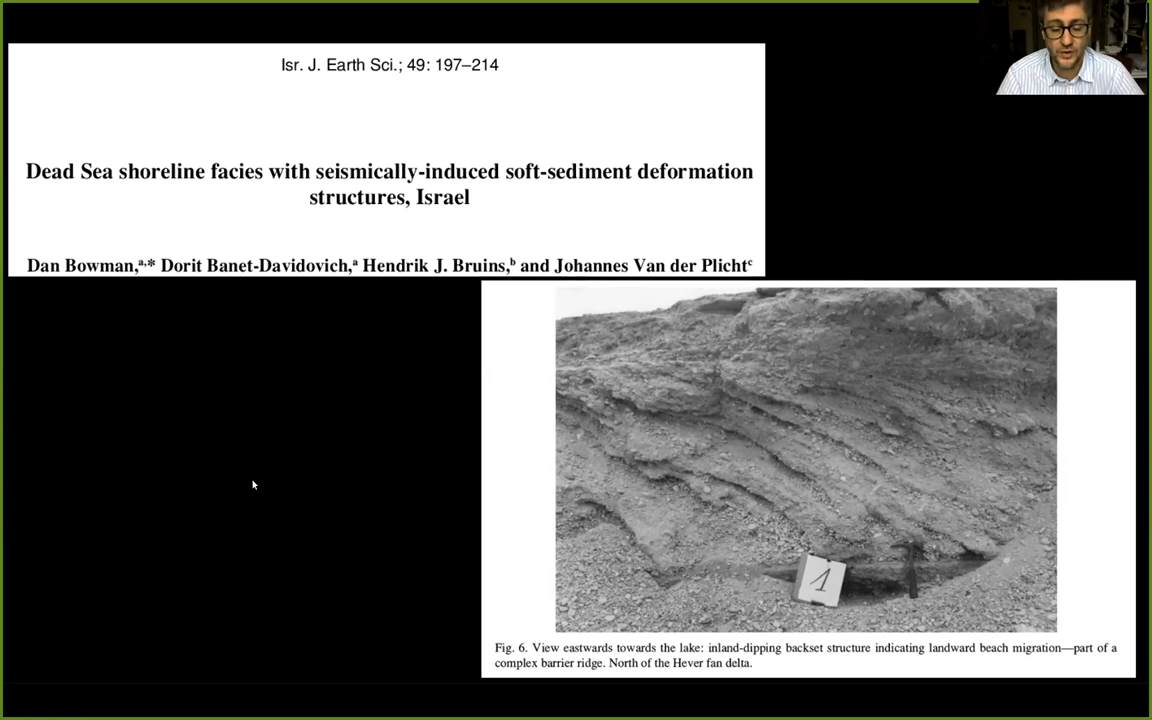 Isr. J. Earth Sci.; 49: 197–214
Dead Sea shoreline facies with seismically-induced soft-sediment deformation
structures, Israel
Dan Bowman,a,* Dorit Banet-Davidovich,a Hendrik J. Bruins,b and Johannes Van der Plichtc
1
Fig. 6. View eastwards towards the lake: inland-dipping backset structure indicating landward beach migration—part of a
complex barrier ridge. North of the Hever fan delta.